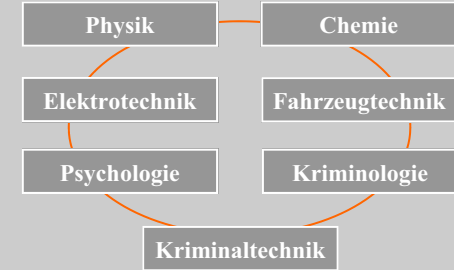 Physik
Chemie
Elektrotechnik
Fahrzeugtechnik
Psychologie
Kriminologie
Kriminaltechnik